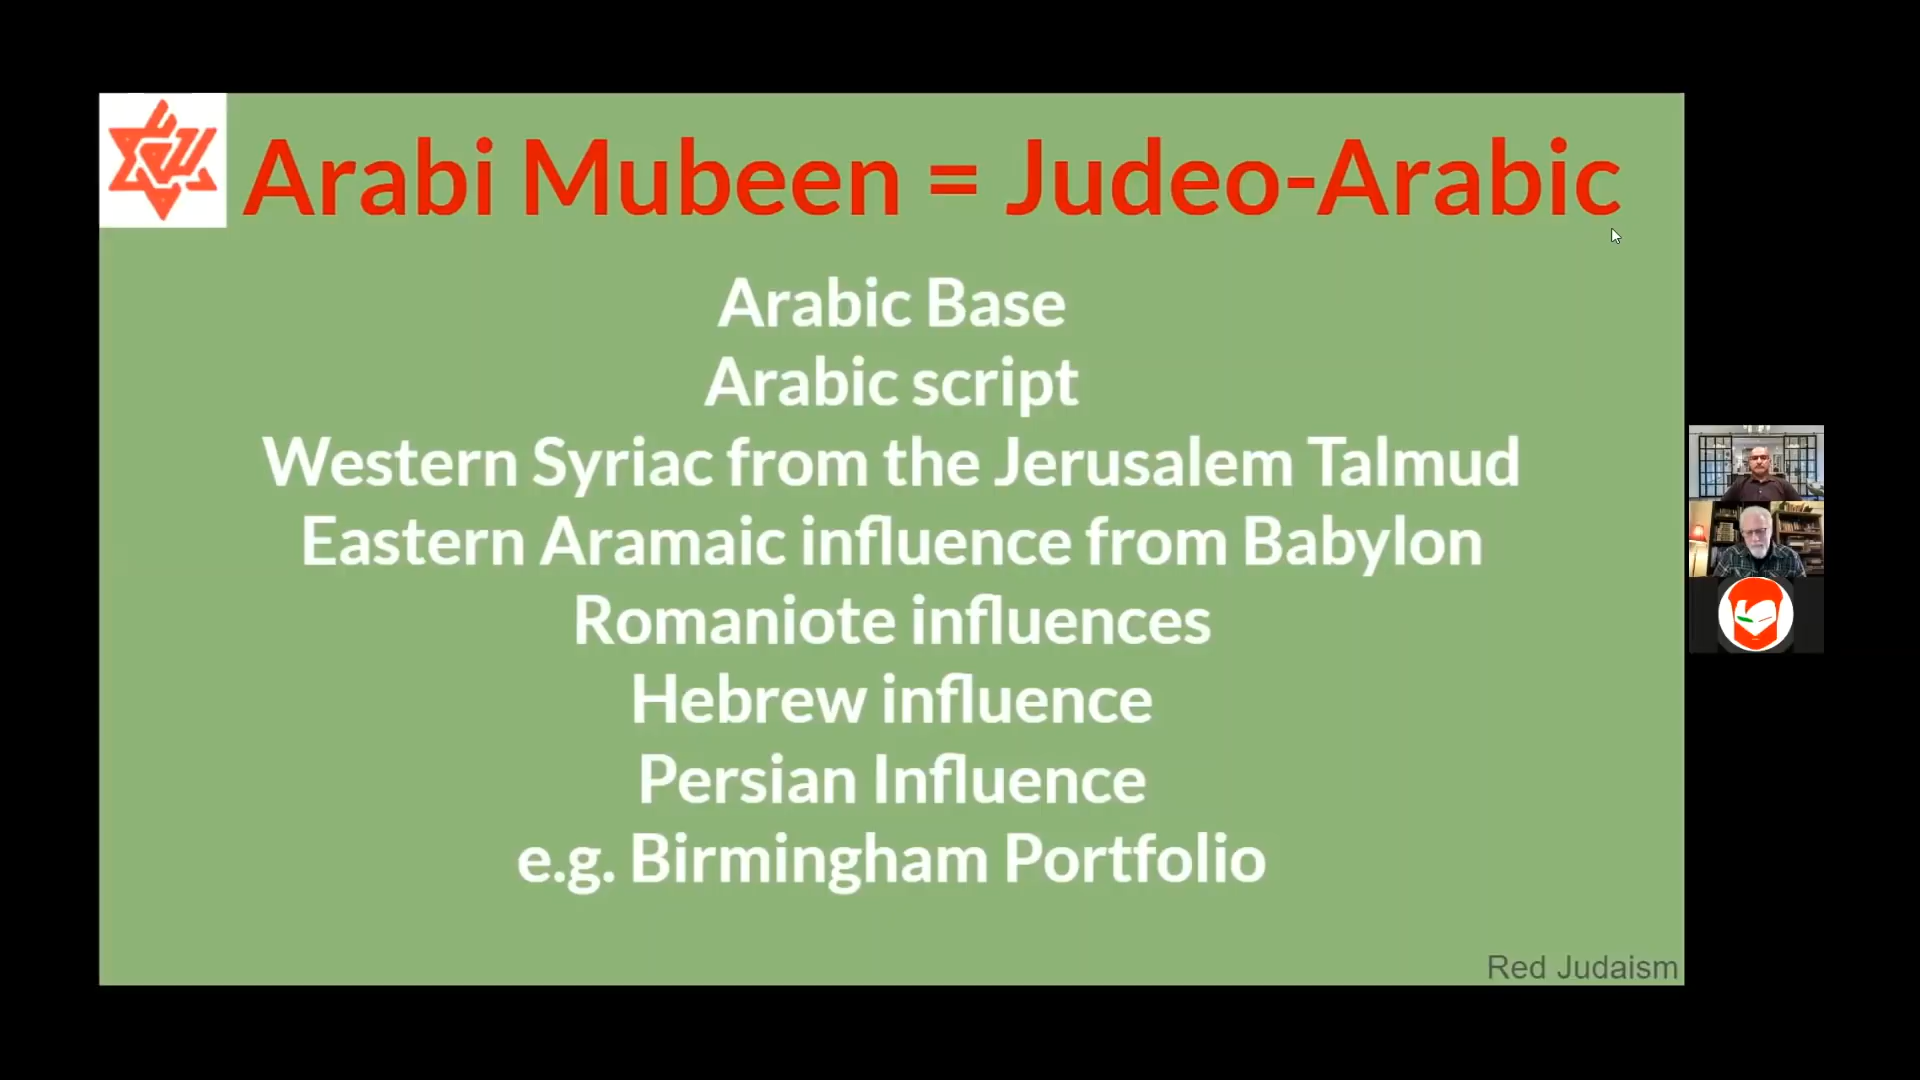 Arabi Mubeen = Judeo-Arabic
Arabic Base
Arabic script
Western Syriac from the Jerusalem Talmud
Eastern Aramaic influence from Babylon
Romaniote influences
Hebrew influence
Persian Influence
e.g. Birmingham Portfolio
Red Judaism